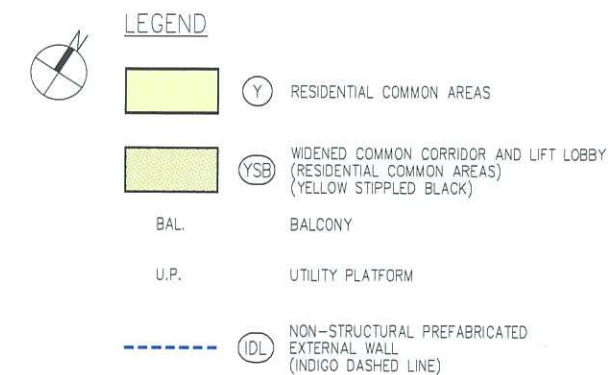 N
LEGEND
Y RESIDENTIAL COMMON AREAS
YSB WIDENED COMMON CORRIDOR AND LIFT LOBBY
(RESIDENTIAL COMMON AREAS)
(YELLOW STIPPLED BLACK)
BAL. BALCONY
U.P. UTILITY PLATFORM
IDL NON-STRUCTURAL PREFABRICATED
EXTERNAL WALL
(INDIGO DASHED LINE)